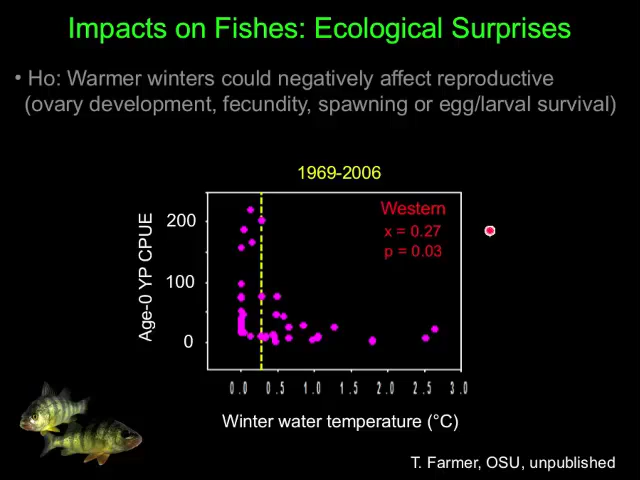 Impacts on Fishes: Ecological Surprises
• Ho: Warmer winters could negatively affect reproductive
(ovary development, fecundity, spawning or egg/larval survival)
1969-2006
Western
x = 0.27
p = 0.03
Age-0 YP CPUE
200
100
0
0.0 0.5 1.0 1.5 2.0 2.5 3.0
Winter water temperature (°C)
T. Farmer, OSU, unpublished